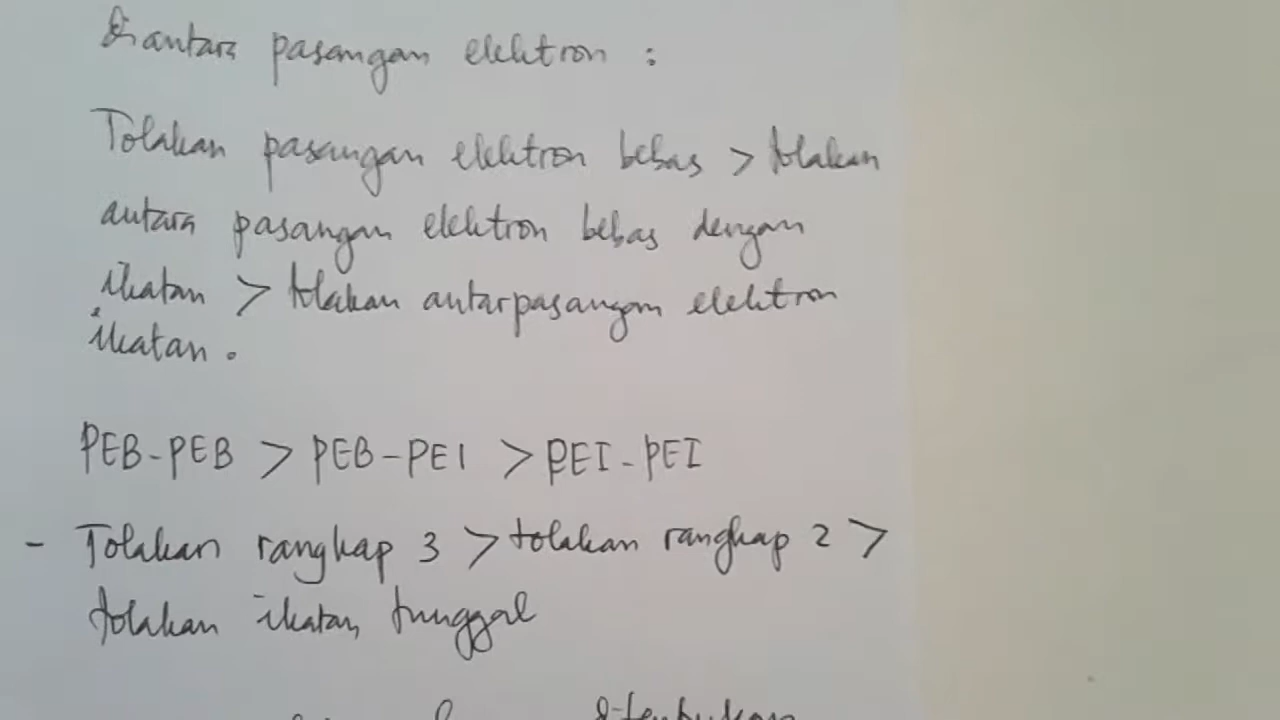 Diantara pasangan elektron :
Tolakan pasangan elektron bebas > tolakan
antara pasangan elektron bebas dengan
ikatan > tolakan antarpasangan elektron
ikatan.
PEB-PEB > PEB-PEI > PEI-PEI
- Tolakan rangkap 3 > tolakan rangkap 2 >
tolakan ikatan tunggal